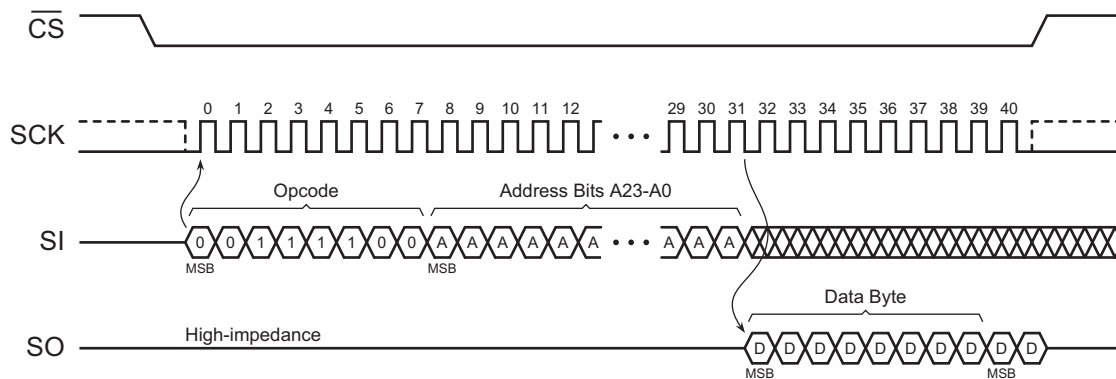 CS
0 1 2 3 4 5 6 7 8 9 10 11 12 29 30 31 32 33 34 35 36 37 38 39 40
SCK
Opcode Address Bits A23-A0
SI 0 0 1 1 1 1 0 0 A A A A A A A A A
MSB MSB
Data Byte
High-impedance
SO D D D D D D D D D D
MSB MSB